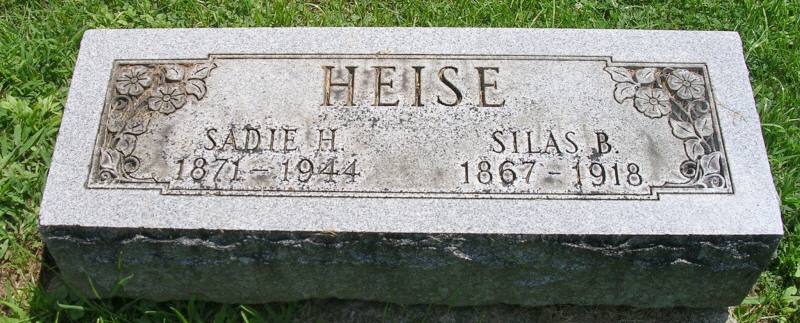 HEISE
SADIE H. SILAS B.
1871 - 1944 1867 - 1918